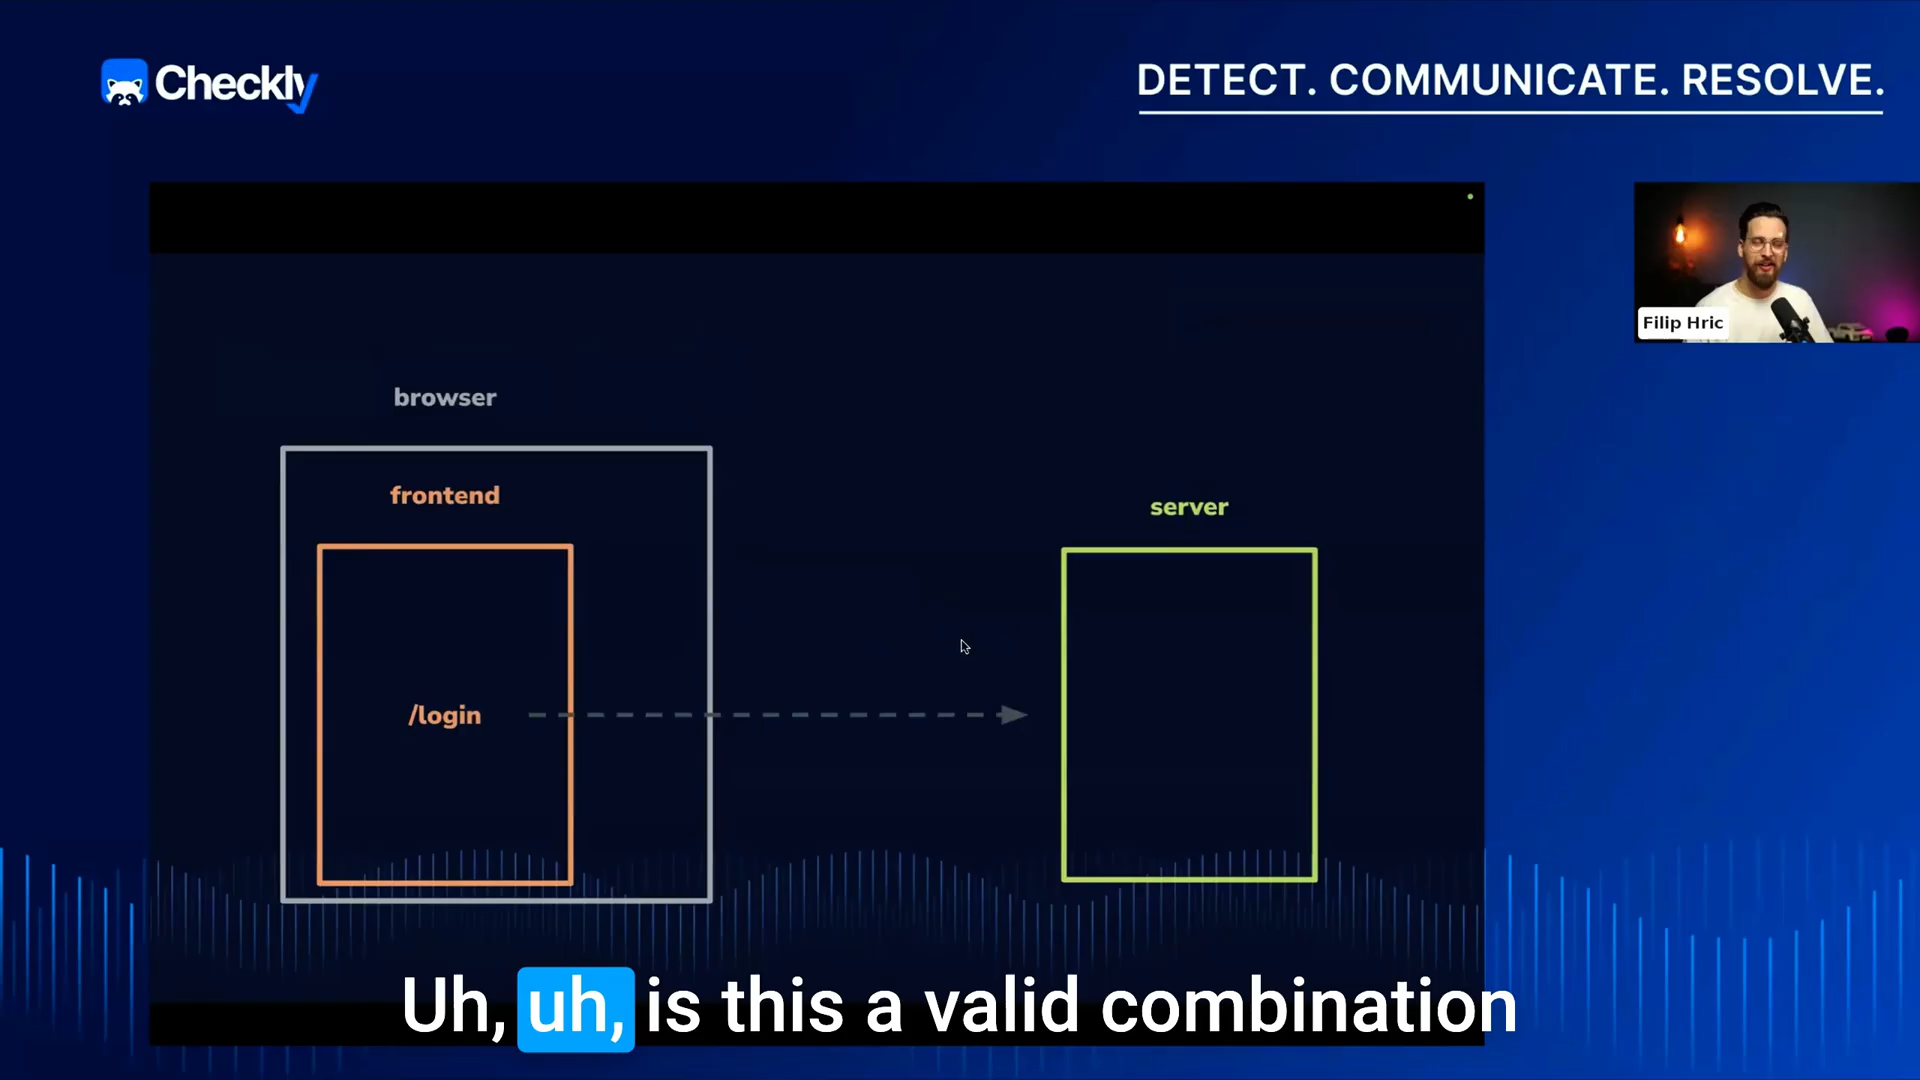 Checkly
DETECT. COMMUNICATE. RESOLVE.
Filip Hric
browser
frontend
server
/login
Uh, uh, is this a valid combination